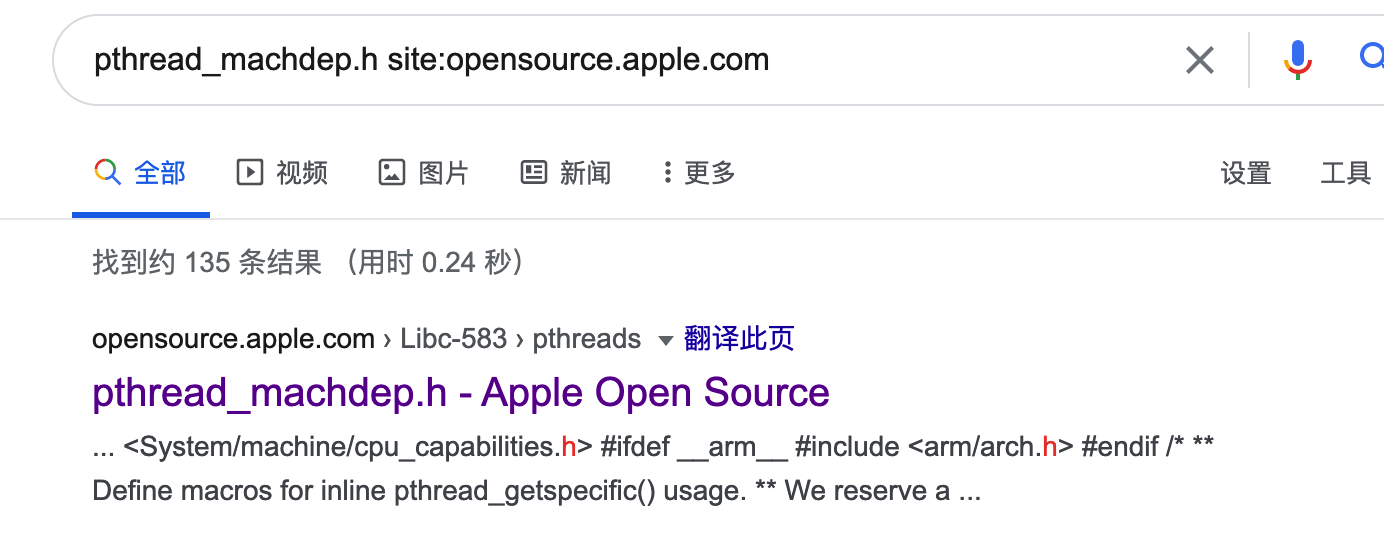 pthread_machdep.h site:opensource.apple.com
全部 视频 图片 新闻 更多 设置 工具
找到约 135 条结果 （用时 0.24 秒）
opensource.apple.com › Libc-583 › pthreads 翻译此页
pthread_machdep.h - Apple Open Source
... <System/machine/cpu_capabilities.h> #ifdef __arm__ #include <arm/arch.h> #endif /* **
Define macros for inline pthread_getspecific() usage. ** We reserve a ...